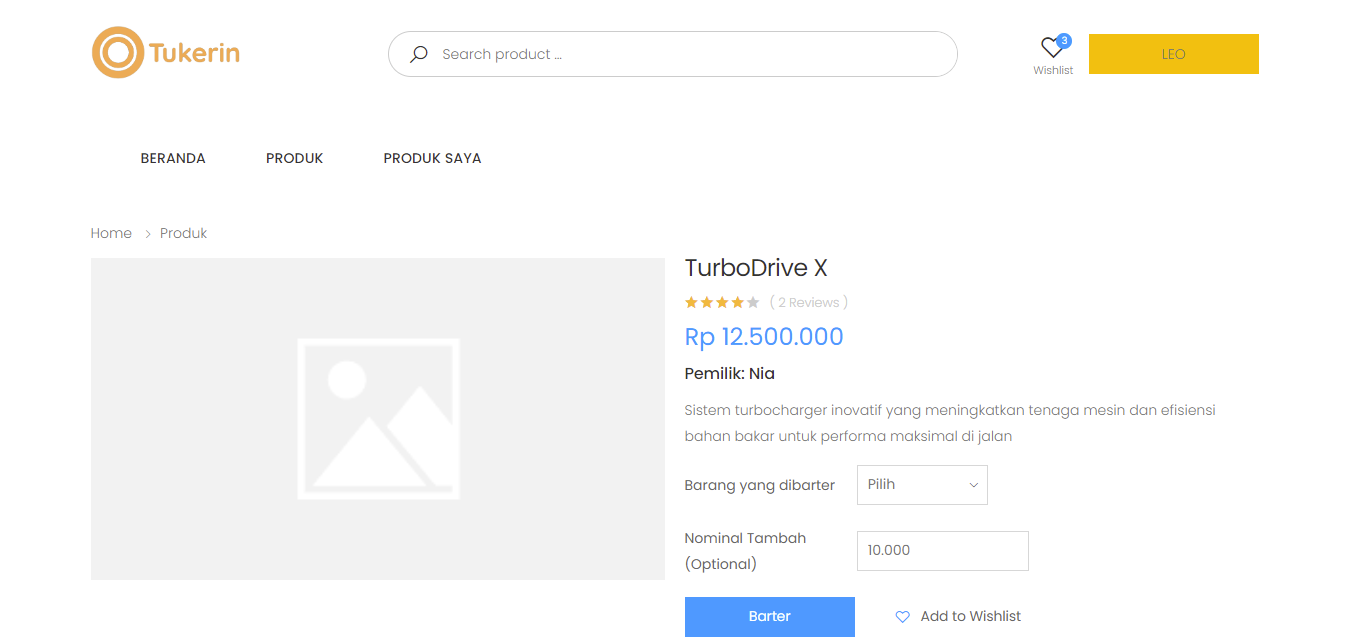 Tukerin
Search product ...
3
Wishlist
LEO
BERANDA
PRODUK
PRODUK SAYA
Home > Produk
TurboDrive X
( 2 Reviews )
Rp 12.500.000
Pemilik: Nia
Sistem turbocharger inovatif yang meningkatkan tenaga mesin dan efisiensi
bahan bakar untuk performa maksimal di jalan
Barang yang dibarter
Pilih
Nominal Tambah
(Optional)
10.000
Barter
Add to Wishlist